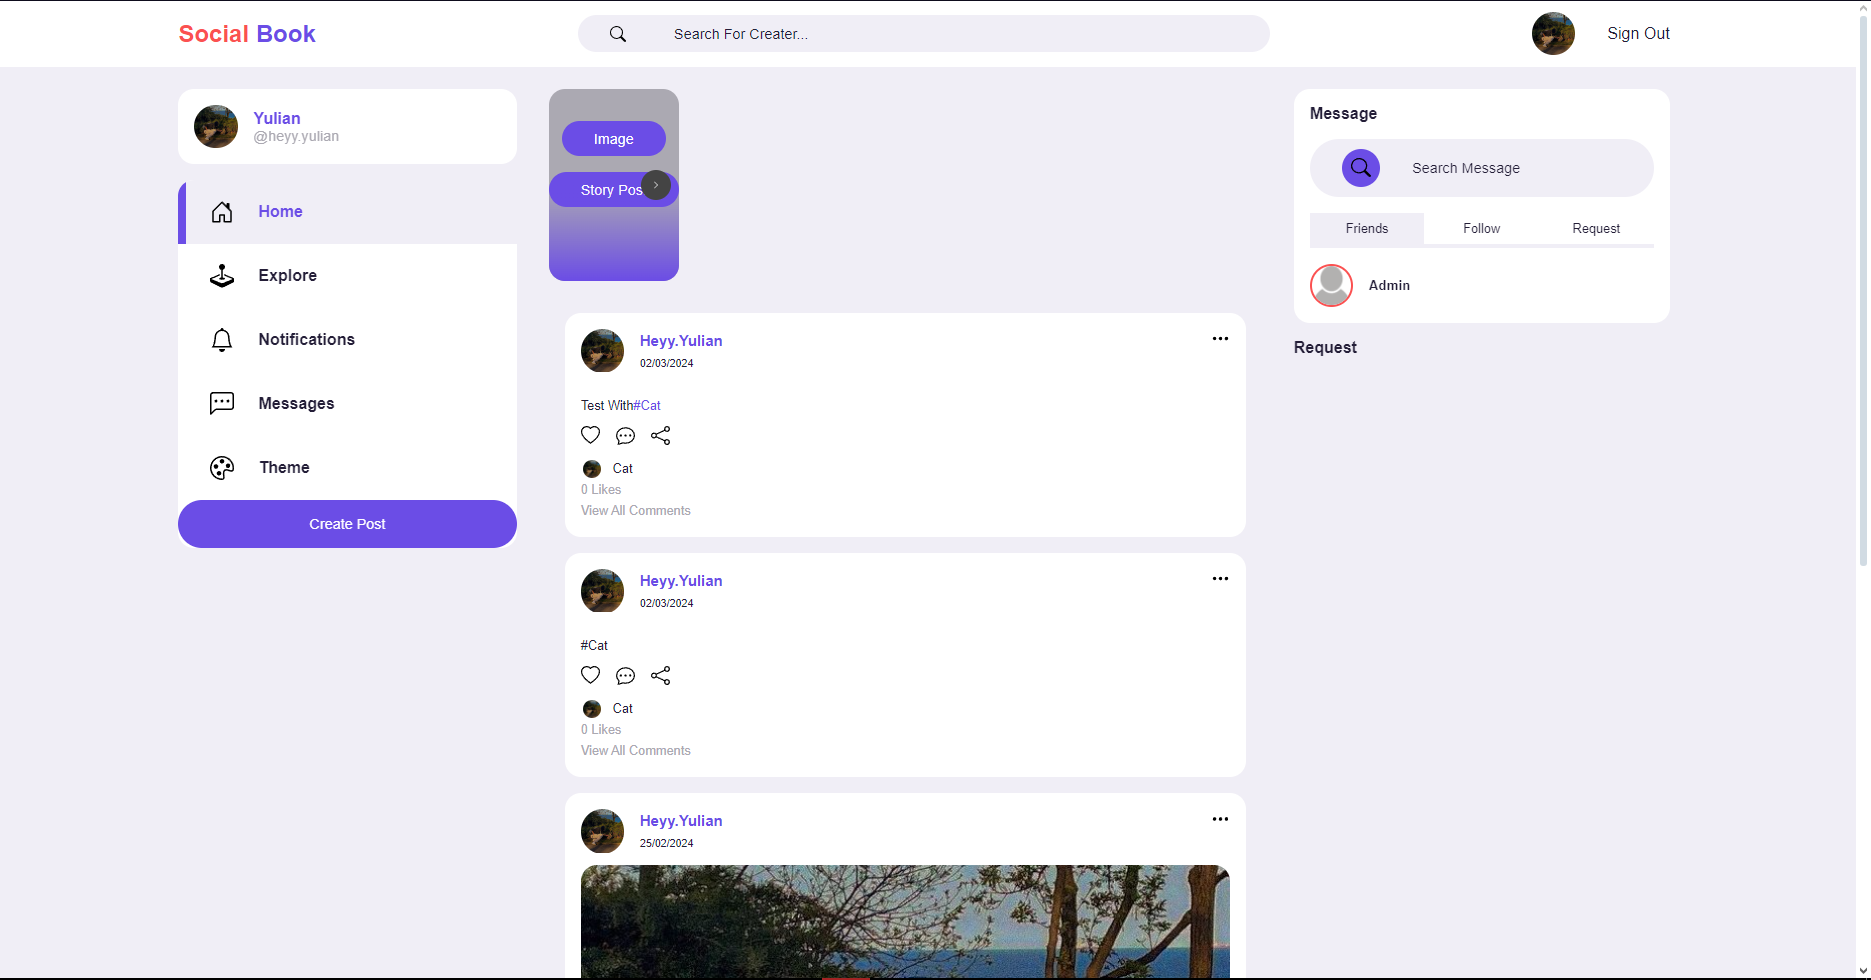 Social Book
Search For Creater...
Sign Out
Yulian
@heyy.yulian
Home
Explore
Notifications
Messages
Theme
Create Post
Image
Story Pos
Heyy.Yulian
02/03/2024
Test With#Cat
Cat
0 Likes
View All Comments
Heyy.Yulian
02/03/2024
#Cat
Cat
0 Likes
View All Comments
Heyy.Yulian
25/02/2024
Message
Search Message
Friends Follow Request
Admin
Request